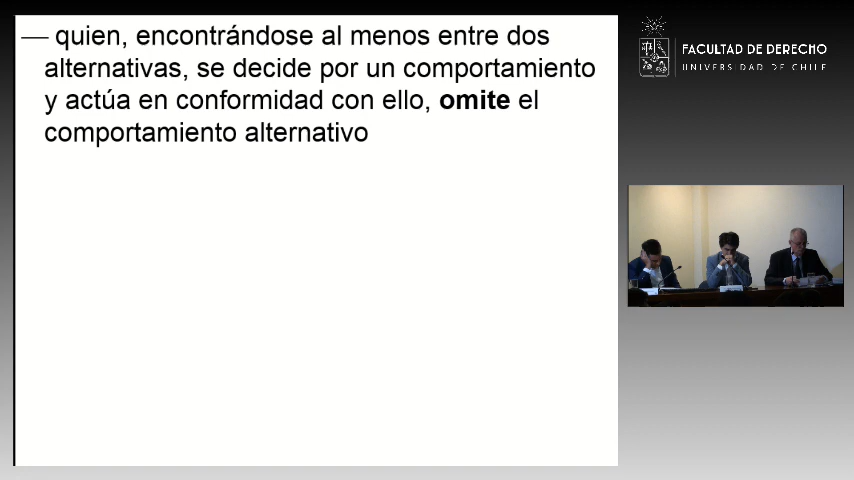 — quien, encontrándose al menos entre dos
alternativas, se decide por un comportamiento
y actúa en conformidad con ello, omite el
comportamiento alternativo
FACULTAD DE DERECHO
UNIVERSIDAD DE CHILE